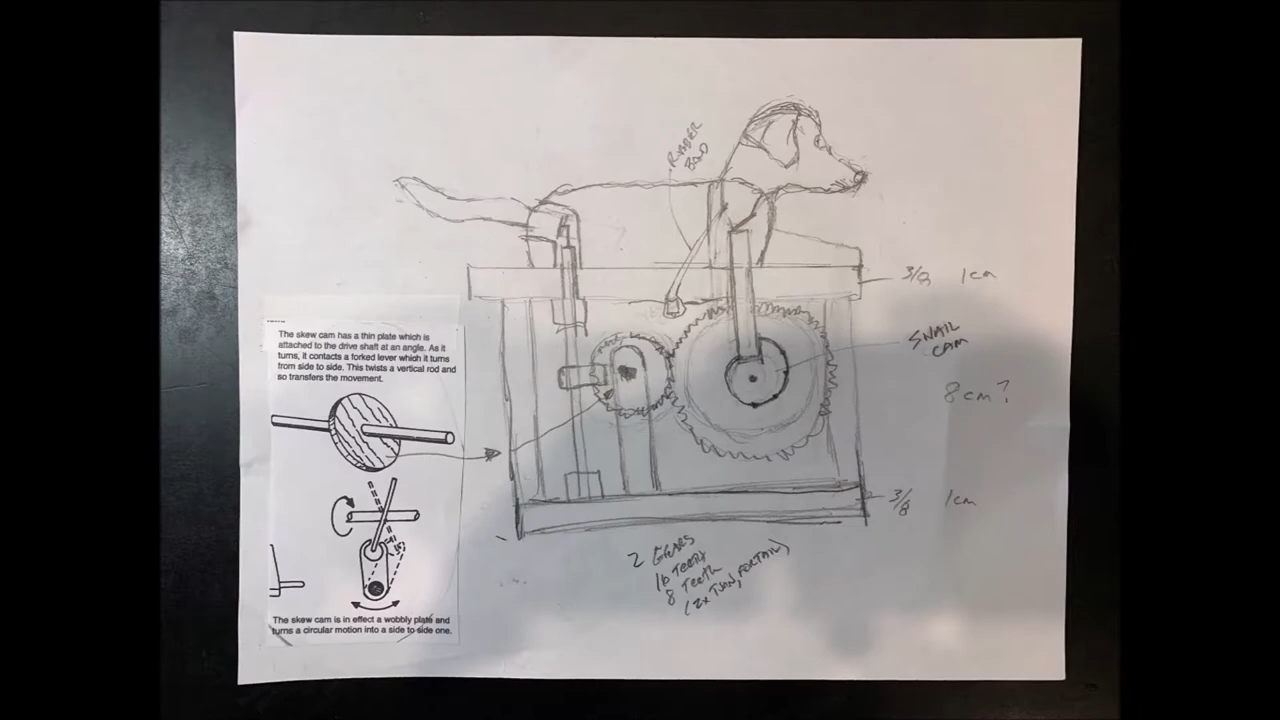 RUBBER
BAND
3/8 1cm
SNAIL
CAM
8cm?
The skew cam has a thin plate which is
attached to the drive shaft at an angle. As it
turns, it contacts a forked lever which it turns
from side to side. This twists a vertical rod and
so transfers the movement.
3/8 1cm
2 GEARS
16 TEETH
8 TEETH
(2x TURN, FOR TAIL)
The skew cam is in effect a wobbly plate and
turns a circular motion into a side to side one.